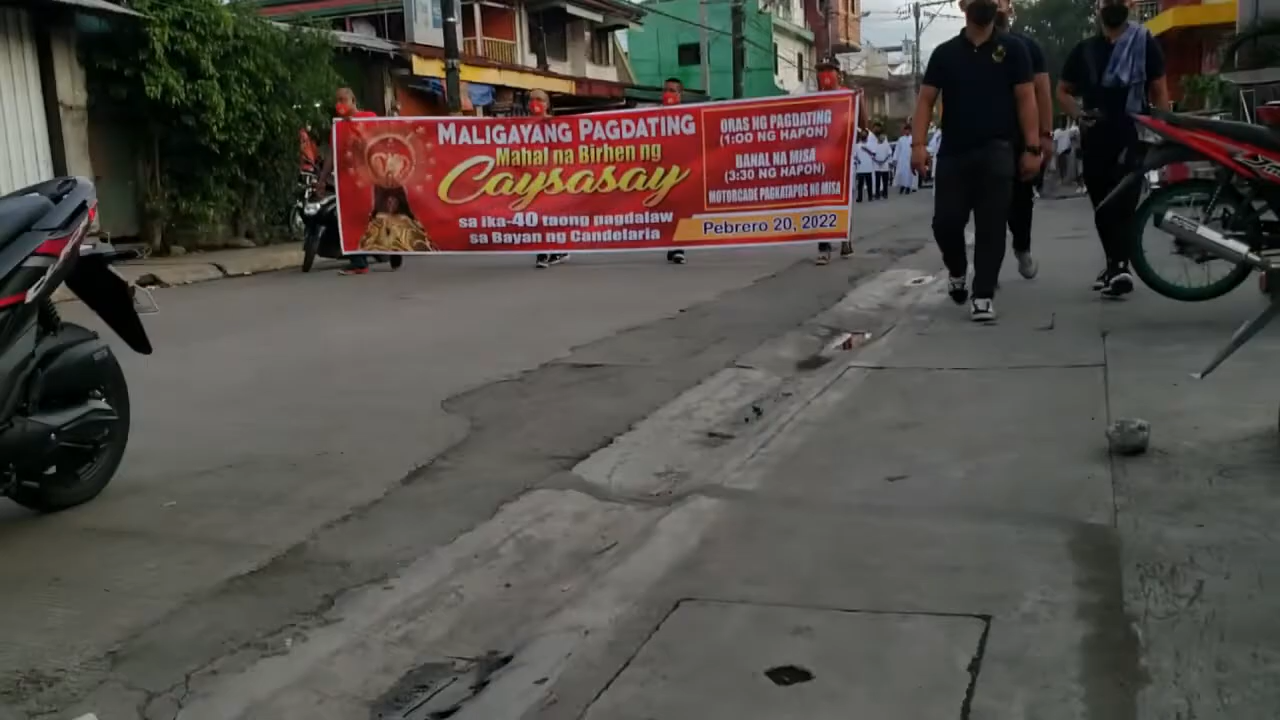 MALIGAYANG PAGDATING
Mahal na Birhen ng
Caysasay
sa ika-40 taong pagdalaw
sa Bayan ng Candelaria
ORAS NG PAGDATING
(1:00 NG HAPON)
BANAL NA MISA
(3:30 NG HAPON)
MOTORCADE PAGKATAPOS NG MISA
Pebrero 20, 2022